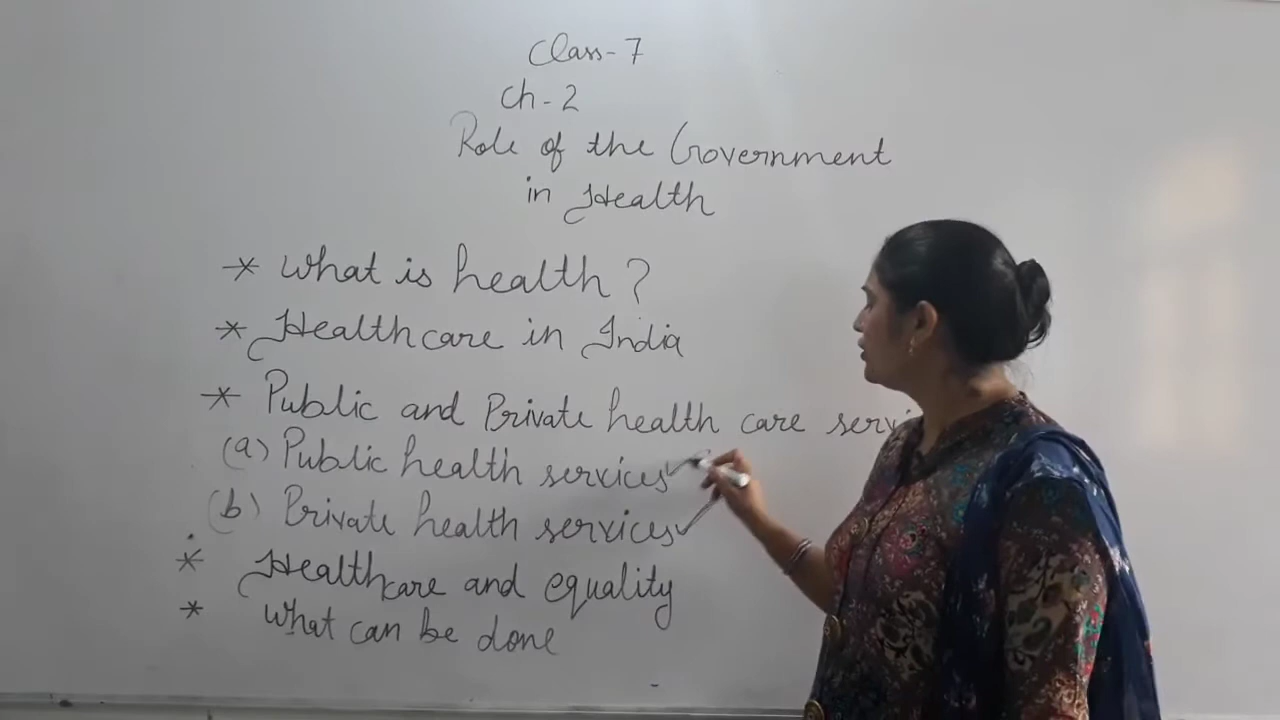 Class-7
Ch-2
Role of the Government
in Health
* What is health?
* Healthcare in India
* Public and Private health care
(a) Public health services
(b) Private health services
* Healthcare and equality
* What can be done